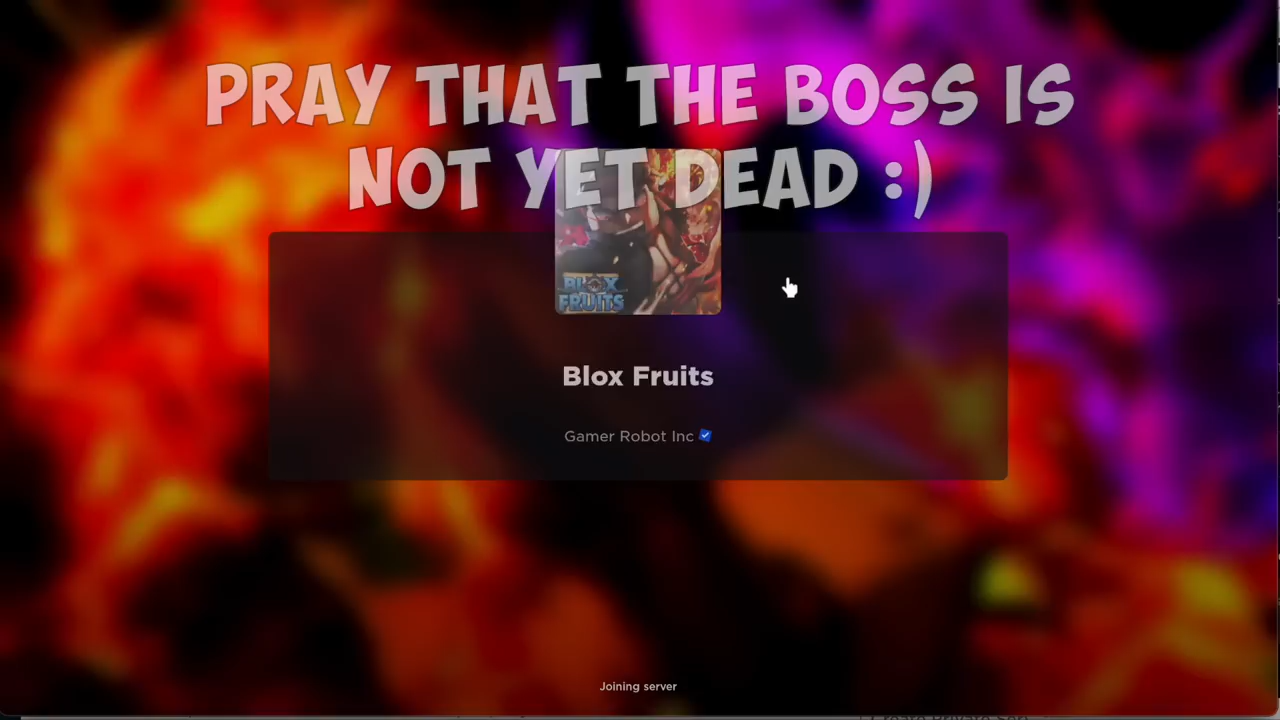 PRAY THAT THE BOSS IS
NOT YET DEAD :)
BLOX
FRUITS
Blox Fruits
Gamer Robot Inc
Joining server